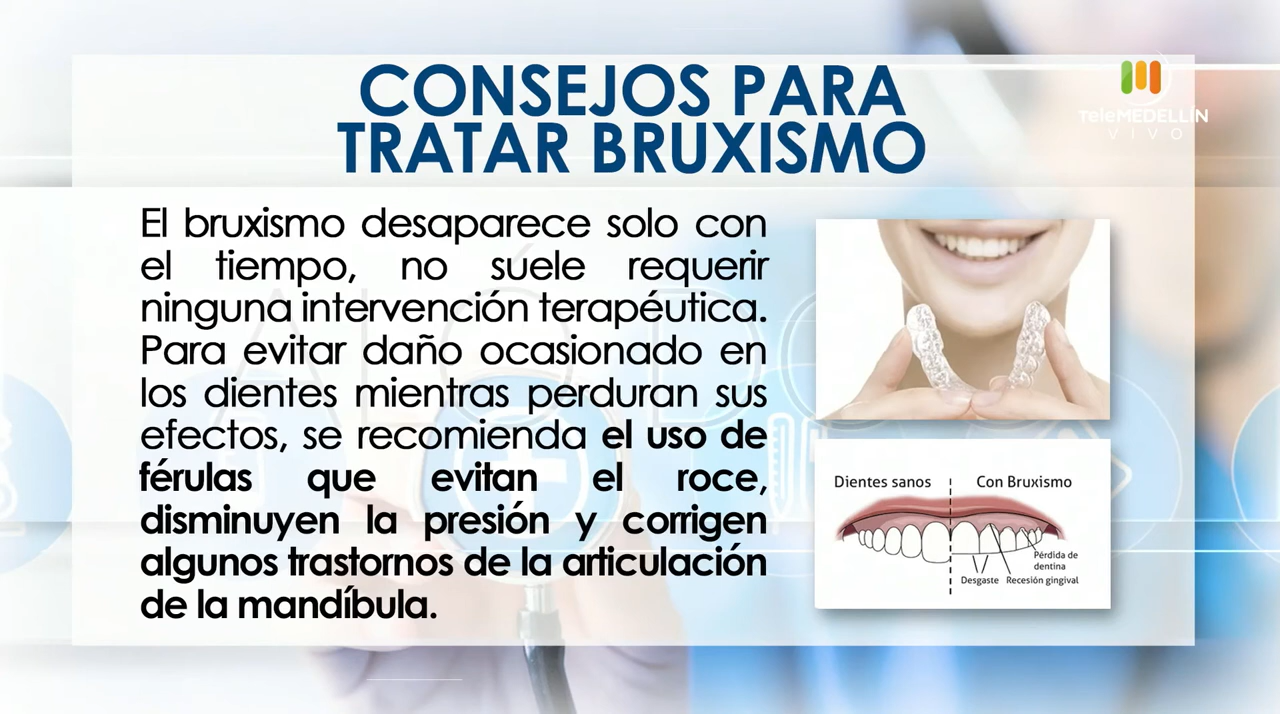 CONSEJOS PARA
TRATAR BRUXISMO
TeleMEDELLÍN
VIVO
El bruxismo desaparece solo con
el tiempo, no suele requerir
ninguna intervención terapéutica.
Para evitar daño ocasionado en
los dientes mientras perduran sus
efectos, se recomienda el uso de
férulas que evitan el roce,
disminuyen la presión y corrigen
algunos trastornos de la articulación
de la mandíbula.
Dientes sanos
Con Bruxismo
Pérdida de
dentina
Desgaste
Recesión gingival